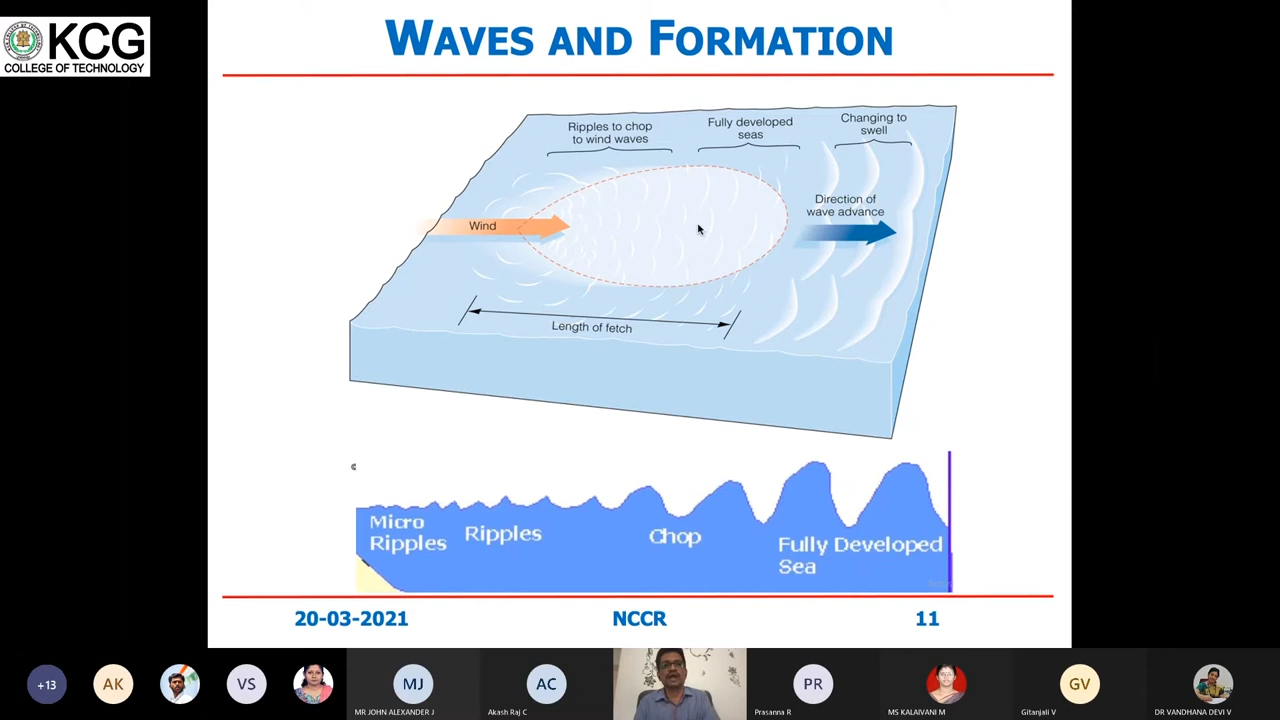 KCG
COLLEGE OF TECHNOLOGY
WAVES AND FORMATION
Ripples to chop
to wind waves
Fully developed
seas
Changing to
swell
Wind
Direction of
wave advance
Length of fetch
©
Micro
Ripples
Ripples
Chop
Fully Developed
Sea
20-03-2021
NCCR
11
+13
AK
VS
MJ
AC
PR
GV
MR JOHN ALEXANDER J
Akash Raj C
Prasanna R
MS KALAIVANI M
Gitanjali V
DR VANDHANA DEVI V